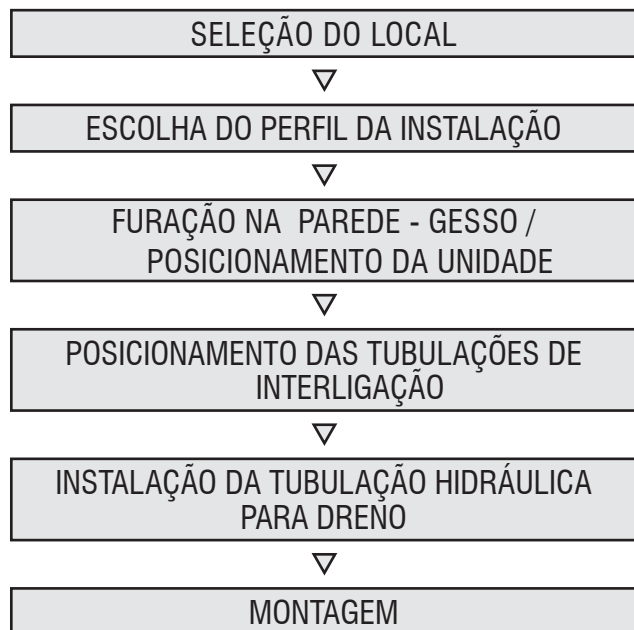 SELEÇÃO DO LOCAL
ESCOLHA DO PERFIL DA INSTALAÇÃO
FURAÇÃO NA PAREDE - GESSO /
POSICIONAMENTO DA UNIDADE
POSICIONAMENTO DAS TUBULAÇÕES DE
INTERLIGAÇÃO
INSTALAÇÃO DA TUBULAÇÃO HIDRÁULICA
PARA DRENO
MONTAGEM